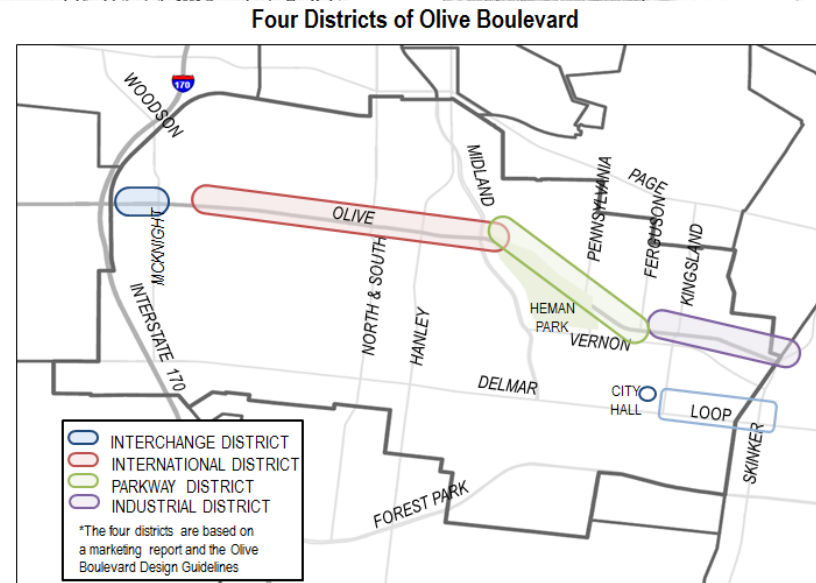 Four Districts of Olive Boulevard
170
WOODSON
MIDLAND
PENNSYLVANIA
PAGE
FERGUSON
KINGSLAND
OLIVE
MCKNIGHT
NORTH & SOUTH
HANLEY
INTERSTATE 170
HEMAN
PARK
VERNON
DELMAR
CITY
HALL
LOOP
SKINKER
FOREST PARK
INTERCHANGE DISTRICT
INTERNATIONAL DISTRICT
PARKWAY DISTRICT
INDUSTRIAL DISTRICT
*The four districts are based on
a marketing report and the Olive
Boulevard Design Guidelines